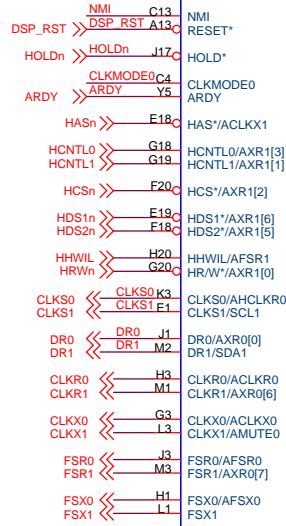 NMI C13 NMI
DSP_RST DSP_RST A13 RESET*
HOLDn HOLDn J17 HOLD*
CLKMODE0 C4 CLKMODE0
ARDY ARDY Y5 ARDY
HASn E18 HAS*/ACLKX1
HCNTL0 G18 HCNTL0/AXR1[3]
HCNTL1 G19 HCNTL1/AXR1[1]
HCSn F20 HCS*/AXR1[2]
HDS1n E19 HDS1*/AXR1[6]
HDS2n F18 HDS2*/AXR1[5]
HHWIL H20 HHWIL/AFSR1
HRWn G20 HR/W*/AXR1[0]
CLKS0 CLKS0 K3 CLKS0/AHCLKR0
CLKS1 CLKS1 E1 CLKS1/SCL1
DR0 DR0 J1 DR0/AXR0[0]
DR1 DR1 M2 DR1/SDA1
CLKR0 H3 CLKR0/ACLKR0
CLKR1 M1 CLKR1/AXR0[6]
CLKX0 G3 CLKX0/ACLKX0
CLKX1 L3 CLKX1/AMUTE0
FSR0 J3 FSR0/AFSR0
FSR1 M3 FSR1/AXR0[7]
FSX0 H1 FSX0/AFSX0
FSX1 L1 FSX1